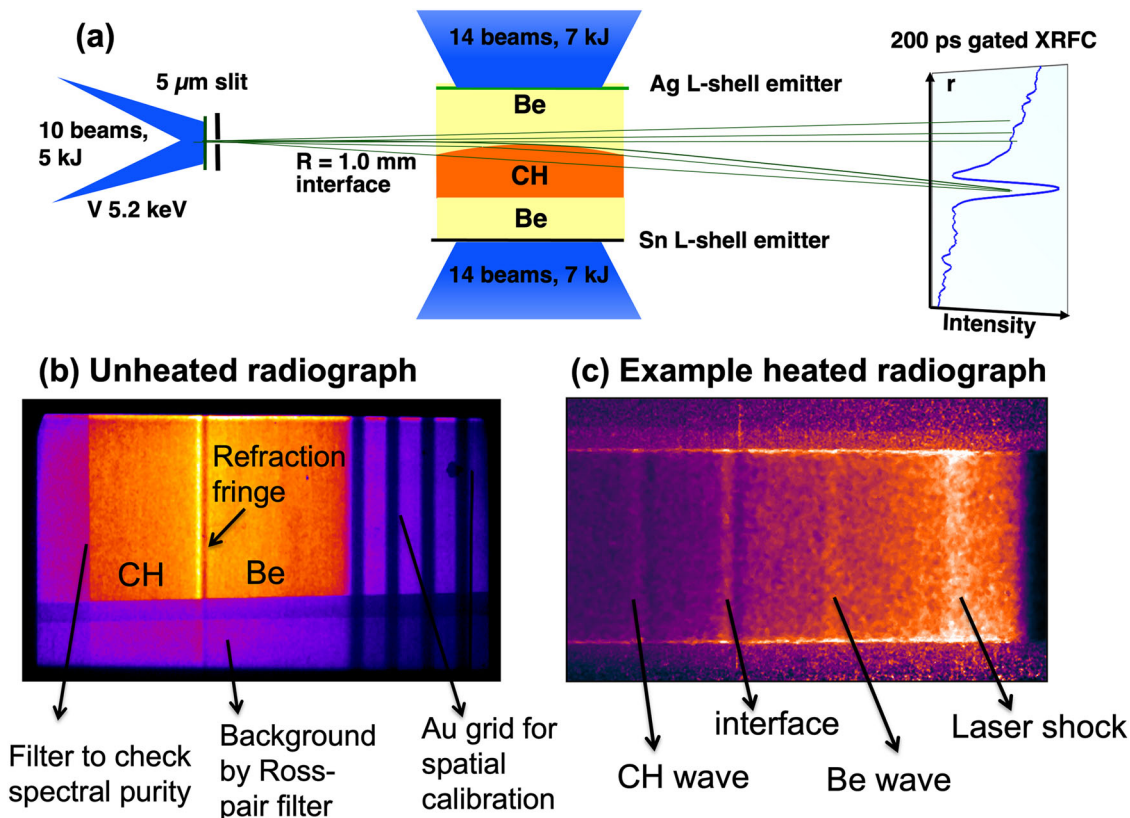 (a)
14 beams, 7 kJ
200 ps gated XRFC
5 µm slit
r
Be
Ag L-shell emitter
10 beams,
5 kJ
R = 1.0 mm
interface
CH
V 5.2 keV
Be
Sn L-shell emitter
14 beams, 7 kJ
Intensity
(b) Unheated radiograph
(c) Example heated radiograph
Refraction
fringe
CH
Be
Filter to check
spectral purity
Background
by Ross-
pair filter
Au grid for
spatial
calibration
interface
Laser shock
CH wave
Be wave